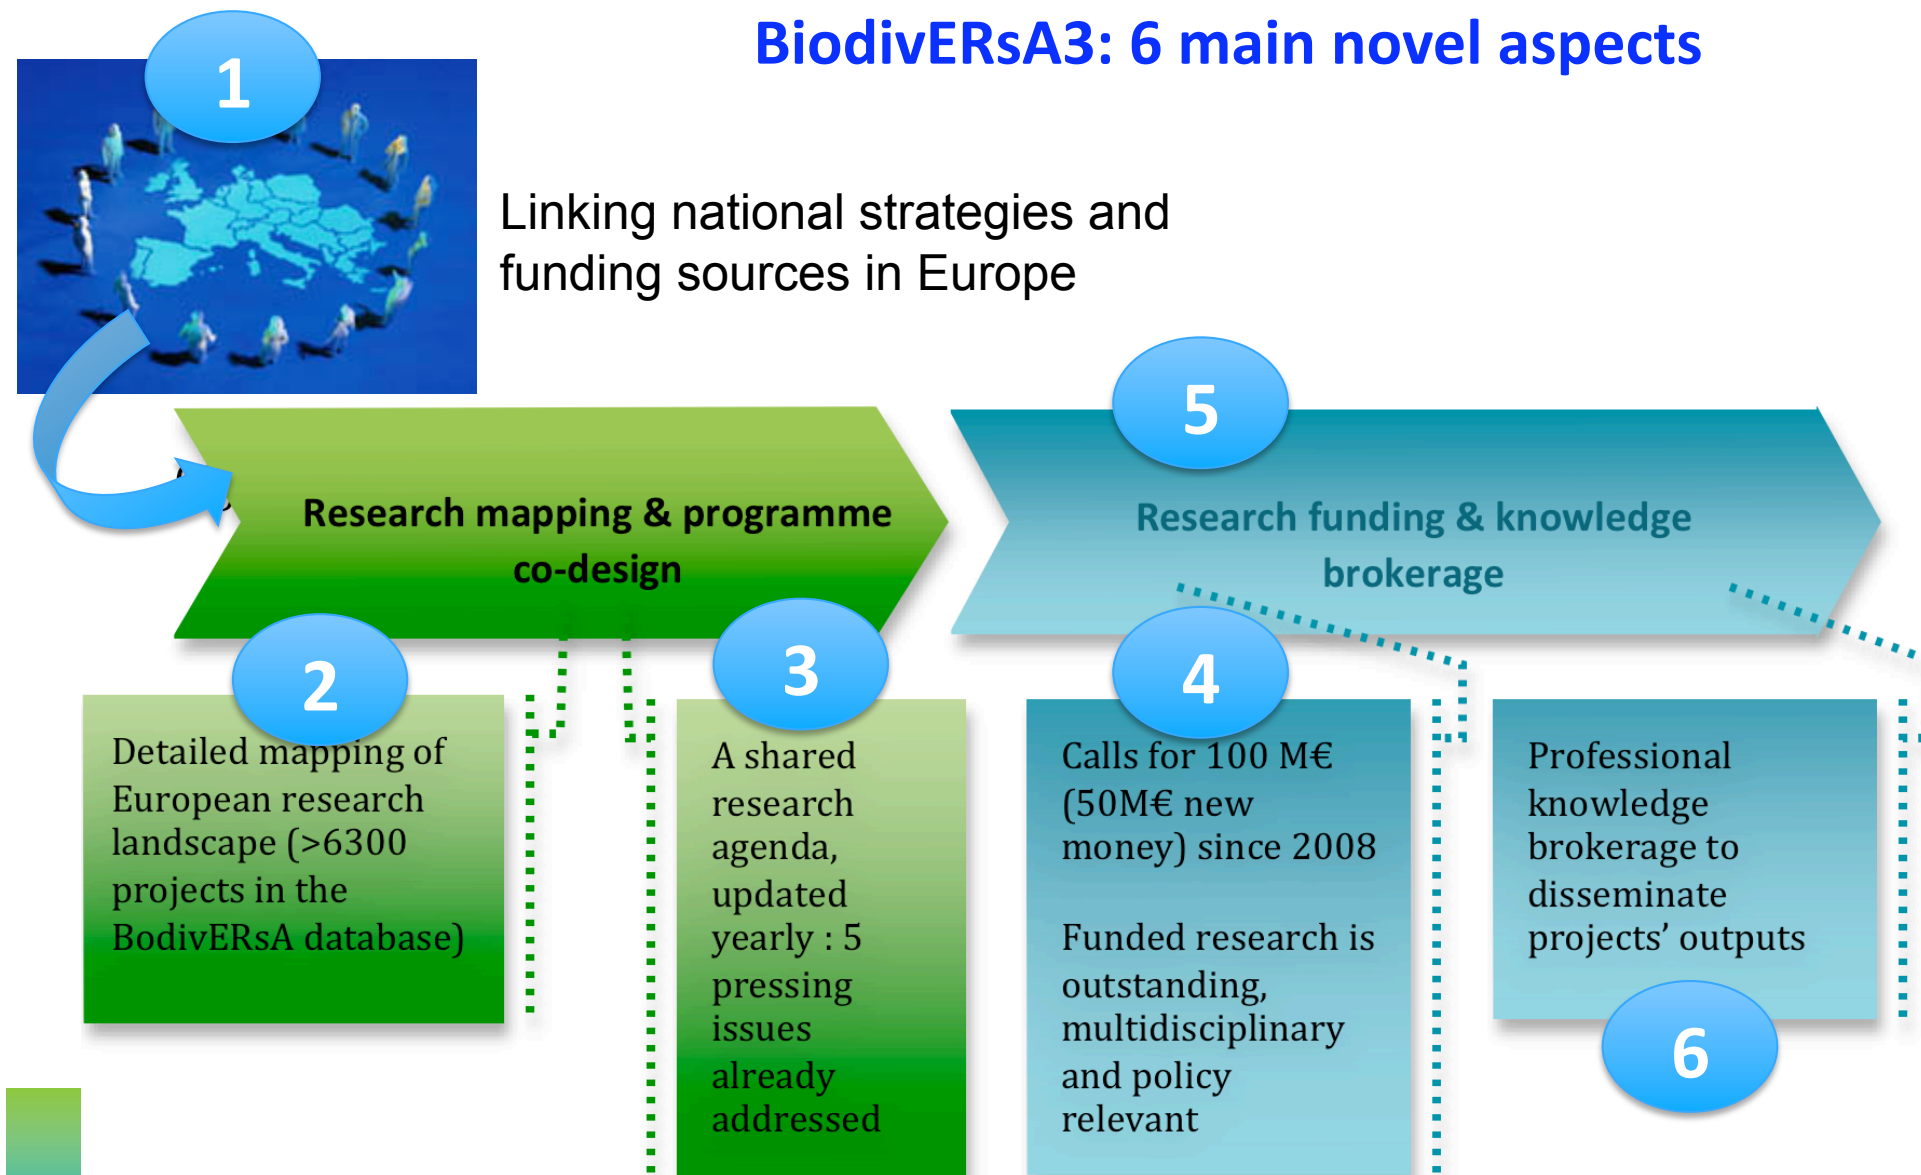 BiodivERsA3: 6 main novel aspects
1
Linking national strategies and
funding sources in Europe
5
Research mapping & programme
co-design
Research funding & knowledge
brokerage
2
Detailed mapping of
European research
landscape (>6300
projects in the
BodivERsA database)
3
A shared
research
agenda,
updated
yearly : 5
pressing
issues
already
addressed
4
Calls for 100 M€
(50M€ new
money) since 2008
Funded research is
outstanding,
multidisciplinary
and policy
relevant
Professional
knowledge
brokerage to
disseminate
projects’ outputs
6